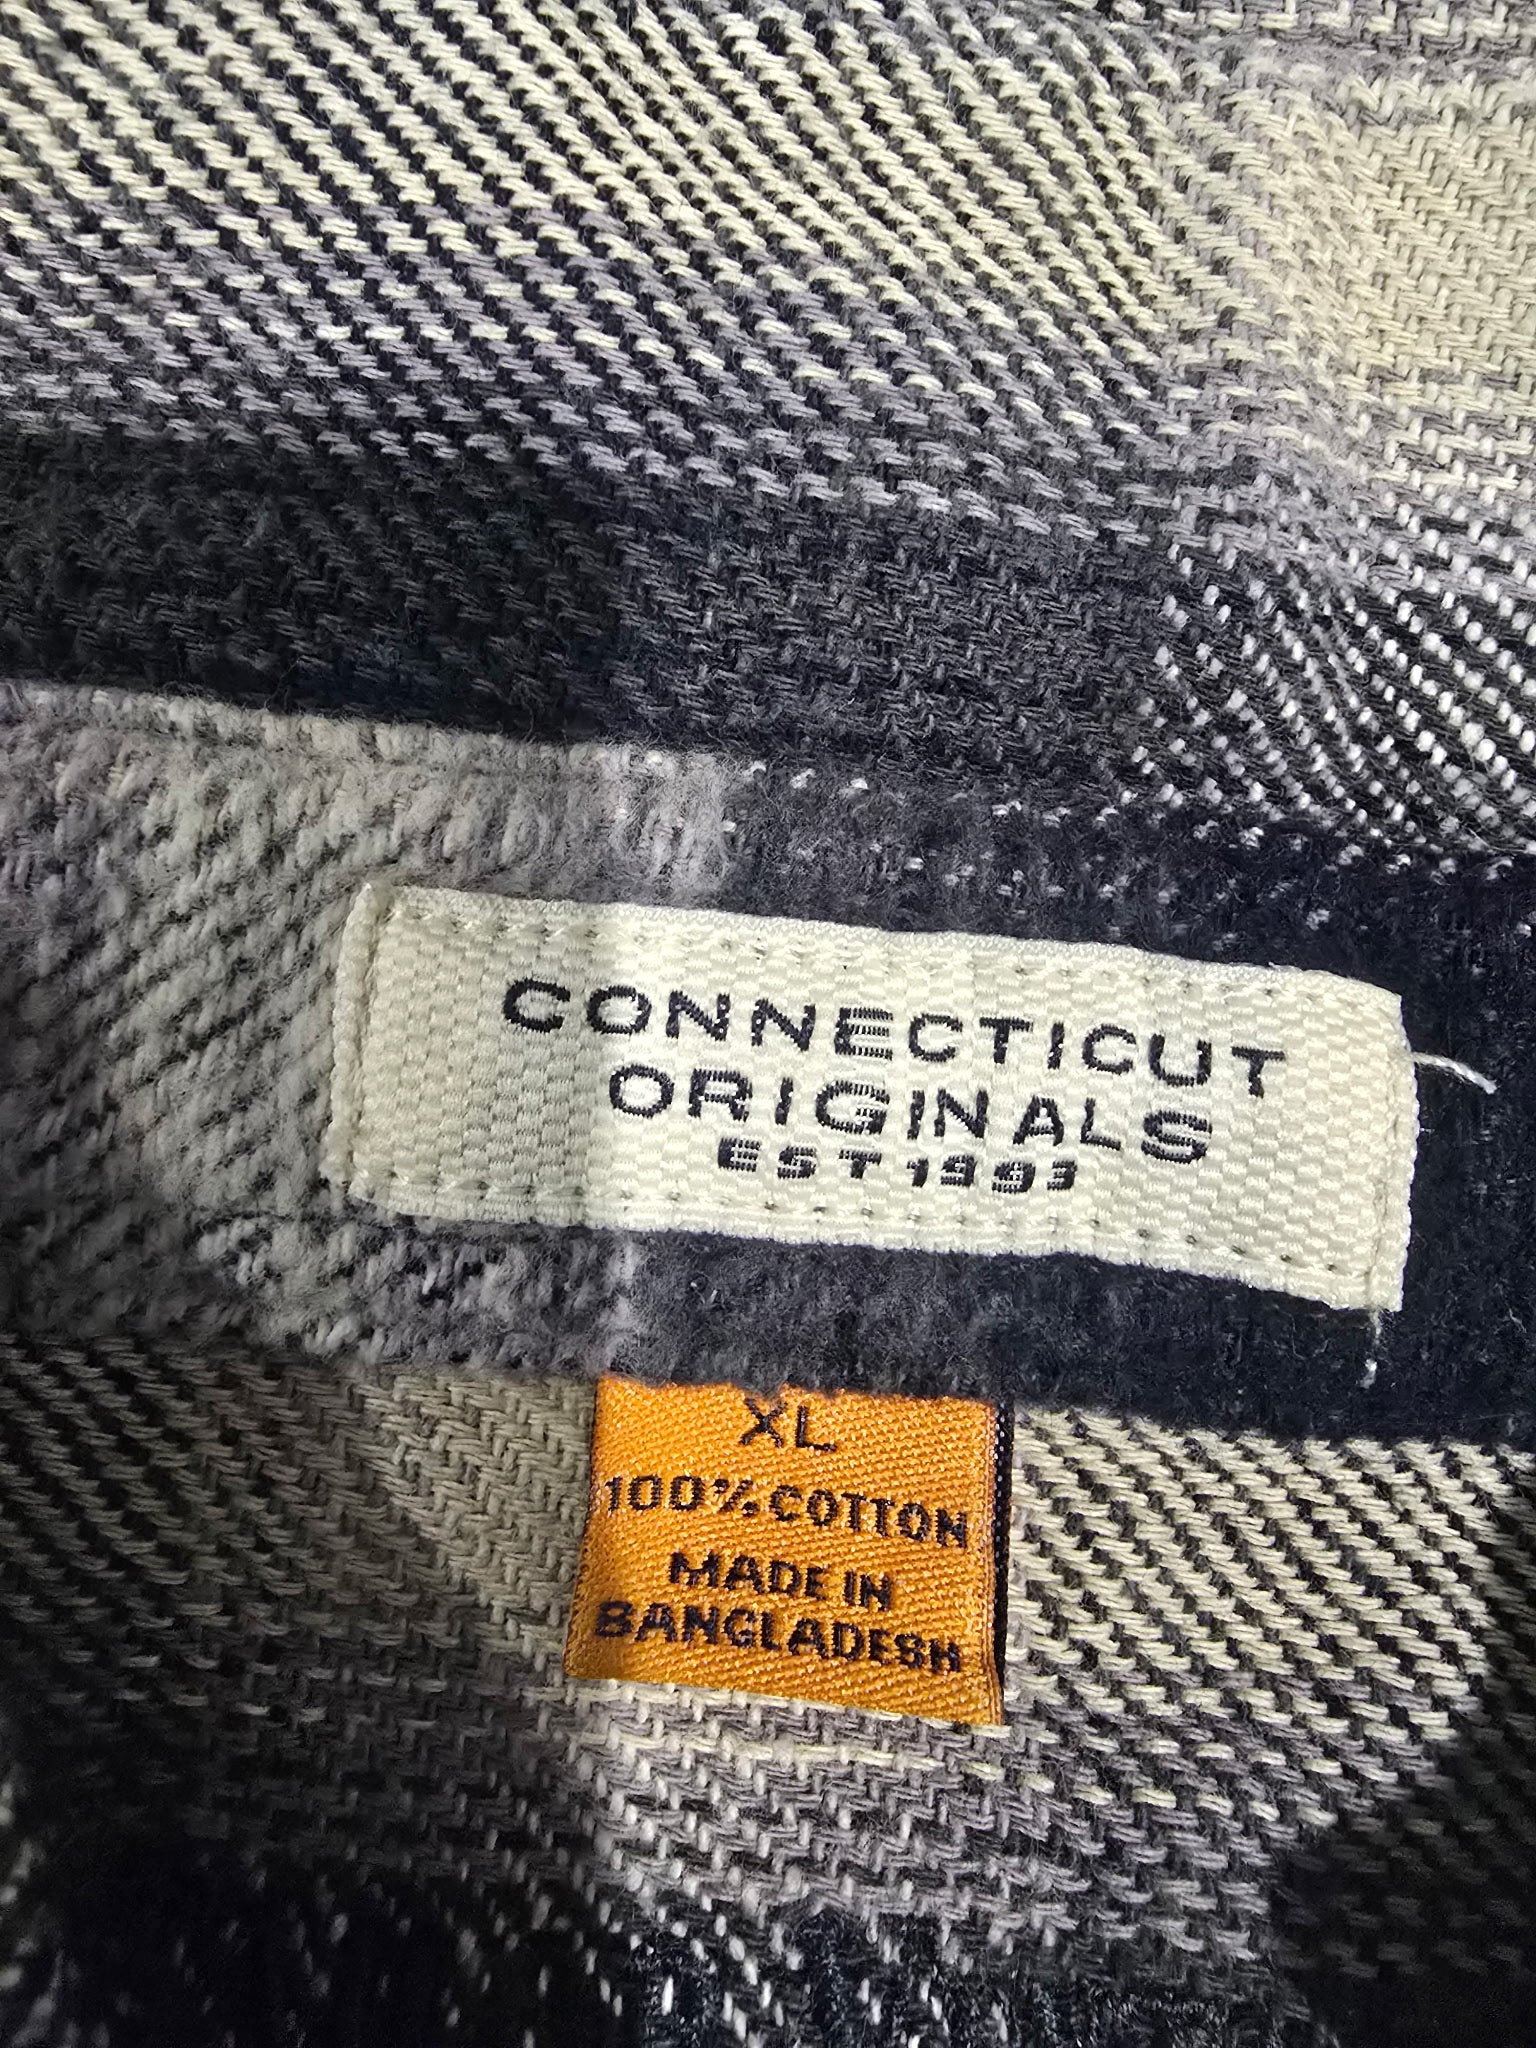 CONNECTICUT
ORIGINALS
EST 1993
XL
100% COTTON
MADE IN
BANGLADESH